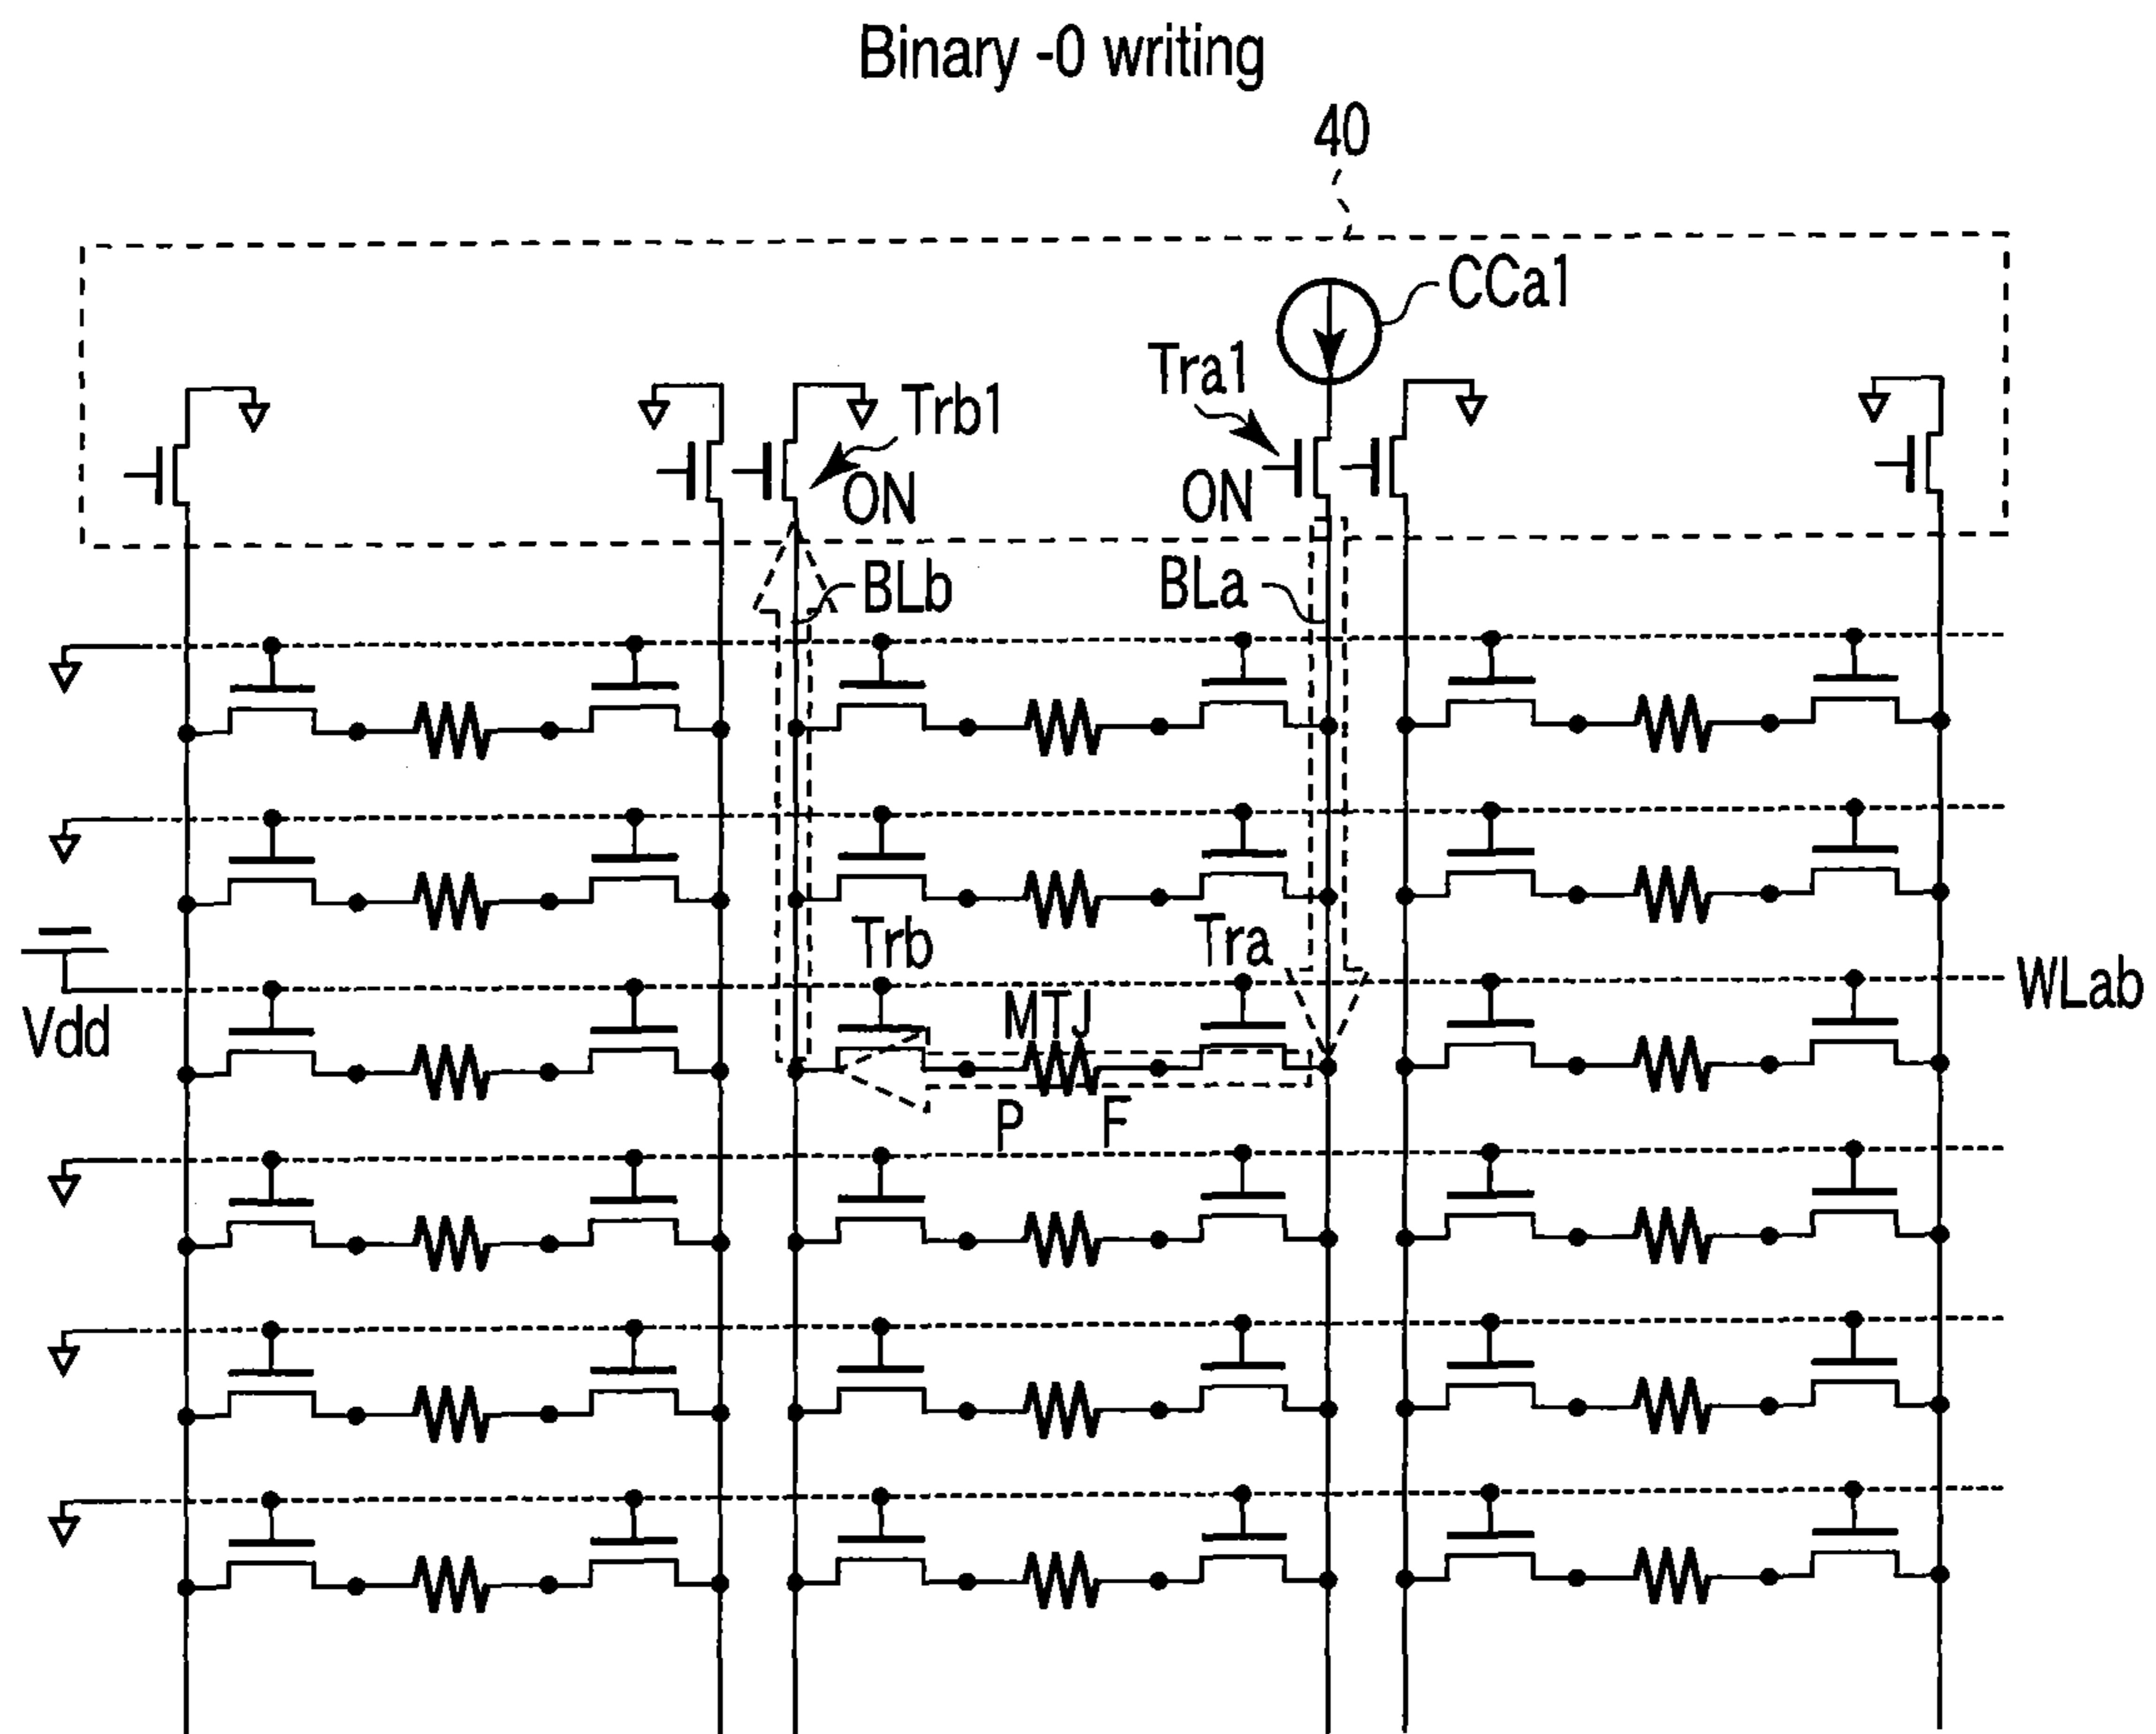 Binary -0 writing
40
CCa1
Tra1
Trb1
ON
ON
BLb
BLa
Trb
Tra
WLab
MTJ
Vdd
P
F